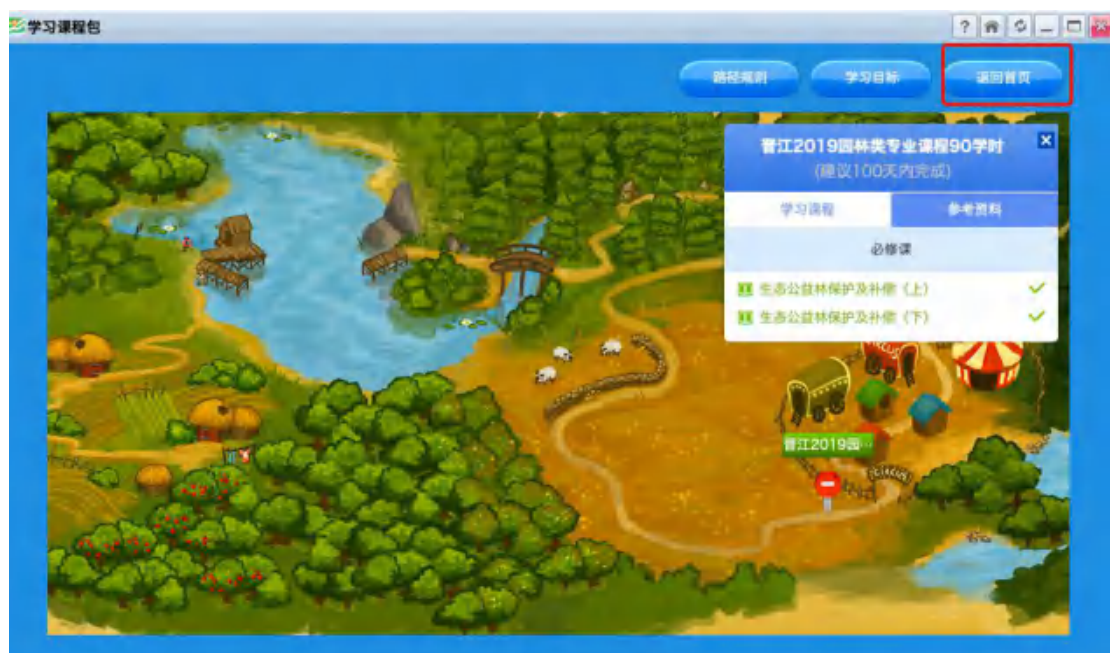 学习课程包
路径规则 学习目标 返回首页
晋江2019园林类专业课程90学时
(建议100天内完成)
学习课程 参考资料
必修课
生态公益林保护及补偿（上）
生态公益林保护及补偿（下）
晋江2019园…
CIRCUS
CIRCUS